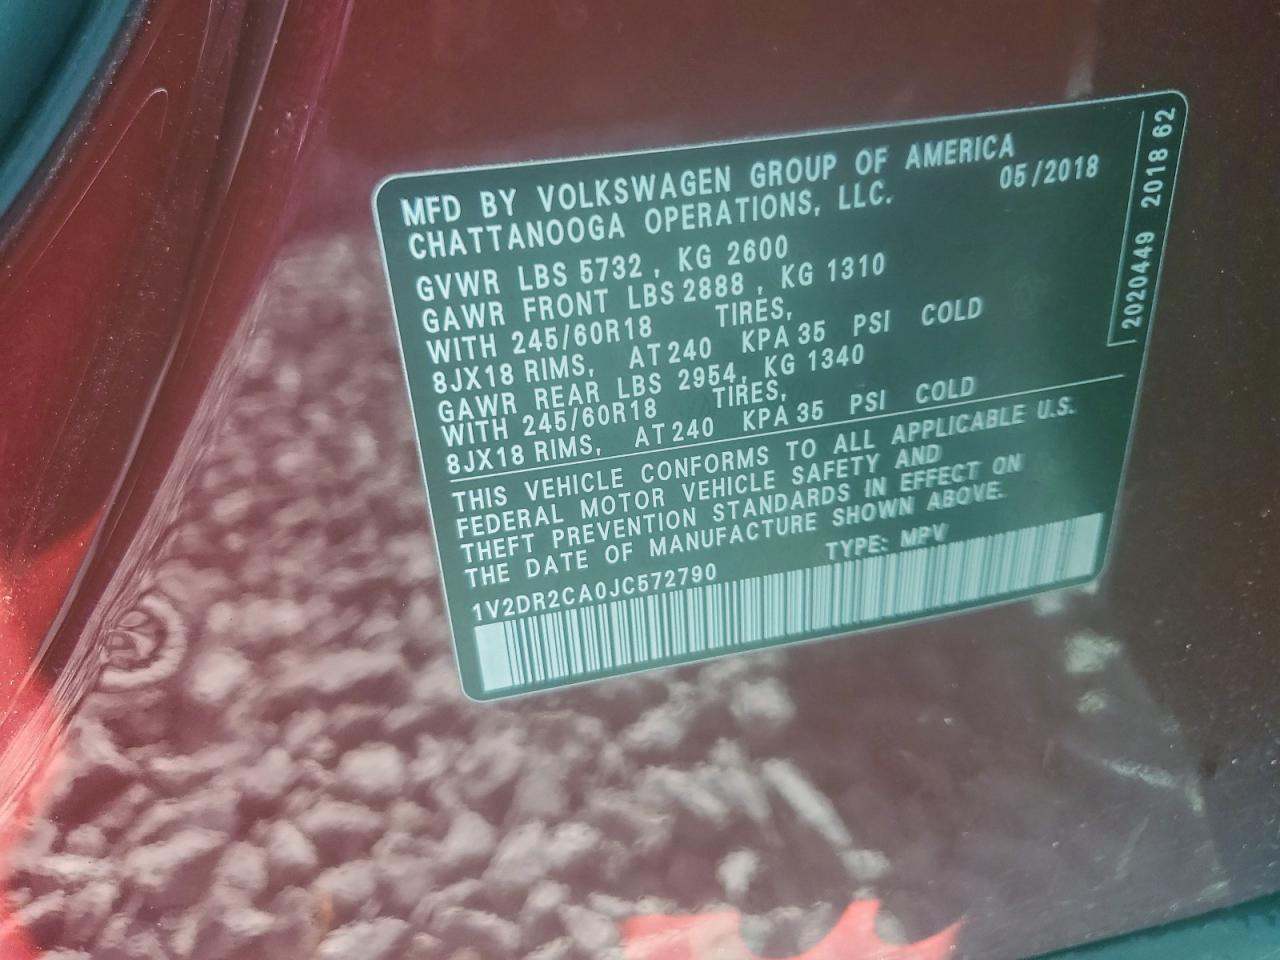 MFD BY VOLKSWAGEN GROUP OF AMERICA
CHATTANOOGA OPERATIONS, LLC.
05/2018
GVWR LBS 5732, KG 2600
GAWR FRONT LBS 2888, KG 1310
WITH 245/60R18 TIRES,
8JX18 RIMS, AT 240 KPA 35 PSI COLD
GAWR REAR LBS 2954, KG 1340
WITH 245/60R18 TIRES,
8JX18 RIMS, AT 240 KPA 35 PSI COLD
THIS VEHICLE CONFORMS TO ALL APPLICABLE U.S.
FEDERAL MOTOR VEHICLE SAFETY AND
THEFT PREVENTION STANDARDS IN EFFECT ON
THE DATE OF MANUFACTURE SHOWN ABOVE.
1V2DR2CA0JC572790 TYPE: MPV
2020449 2018 62